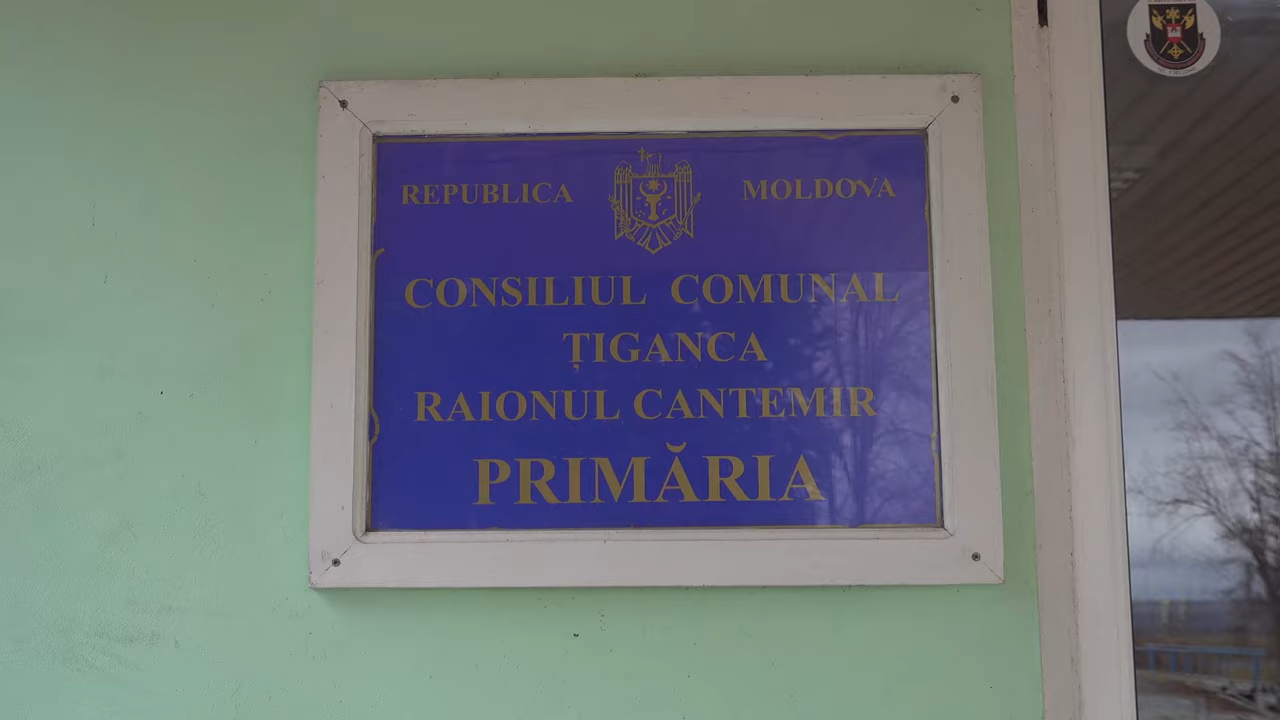 REPUBLICA MOLDOVA
CONSILIUL COMUNAL
ȚIGANCA
RAIONUL CANTEMIR
PRIMĂRIA